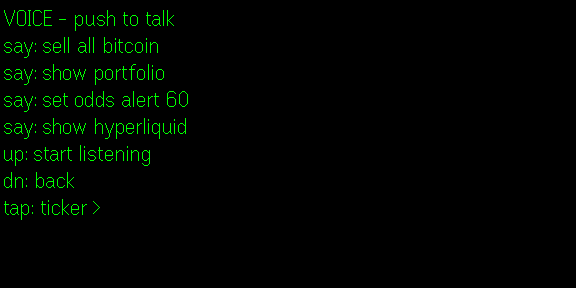 VOICE - push to talk
say: sell all bitcoin
say: show portfolio
say: set odds alert 60
say: show hyperliquid
up: start listening
dn: back
tap: ticker >